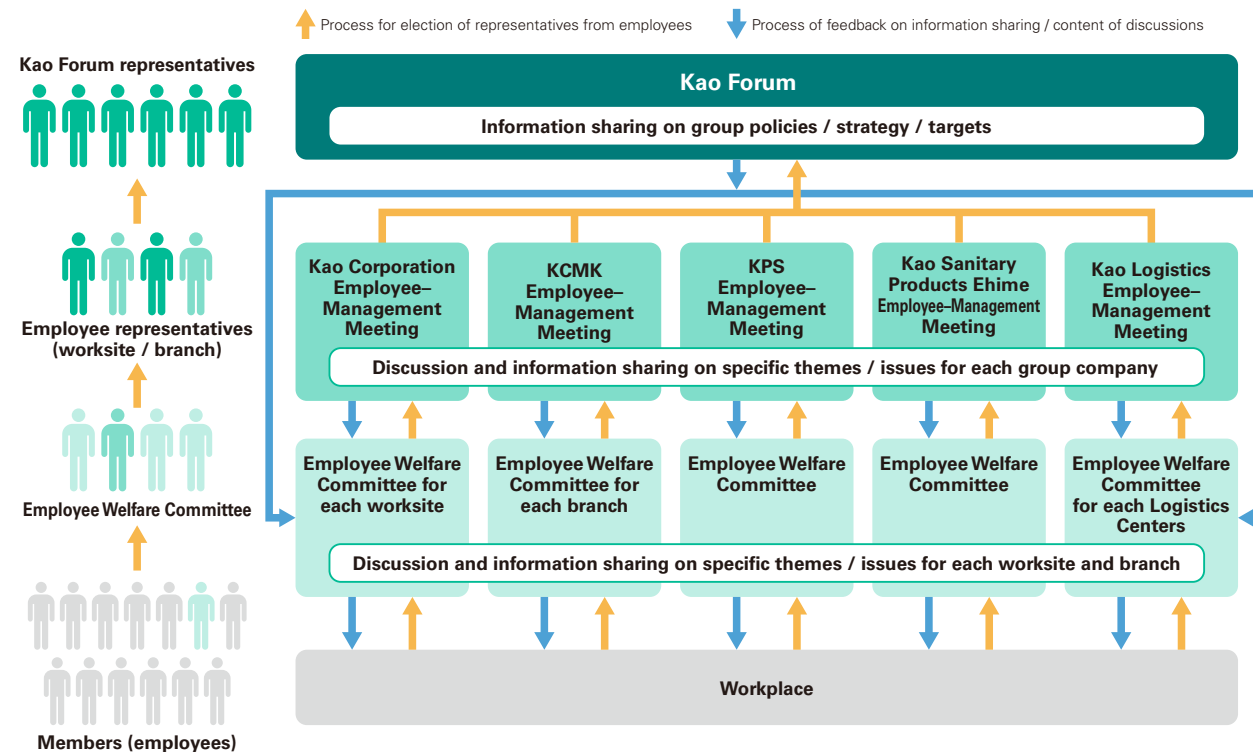 Process for election of representatives from employees
Process of feedback on information sharing / content of discussions
Kao Forum representatives
Employee representatives
(worksite / branch)
Employee Welfare Committee
Members (employees)
Kao Forum
Information sharing on group policies / strategy / targets
Kao Corporation
Employee–
Management
Meeting
KCMK
Employee–
Management
Meeting
KPS
Employee–
Management
Meeting
Kao Sanitary
Products Ehime
Employee–Management
Meeting
Kao Logistics
Employee–
Management
Meeting
Discussion and information sharing on specific themes / issues for each group company
Employee Welfare
Committee for
each worksite
Employee Welfare
Committee for
each branch
Employee Welfare
Committee
Employee Welfare
Committee
Employee Welfare
Committee
for each Logistics
Centers
Discussion and information sharing on specific themes / issues for each worksite and branch
Workplace